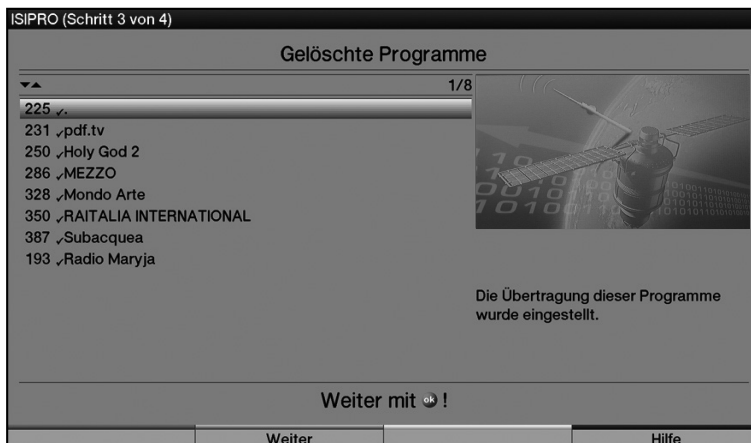 ISIPRO (Schritt 3 von 4)
Gelöschte Programme
1/8
225 ✓.
231 ✓pdf.tv
250 ✓Holy God 2
286 ✓MEZZO
328 ✓Mondo Arte
350 ✓RAITALIA INTERNATIONAL
387 ✓Subacquea
193 ✓Radio Maryja
Die Übertragung dieser Programme
wurde eingestellt.
Weiter mit ok !
Weiter Hilfe